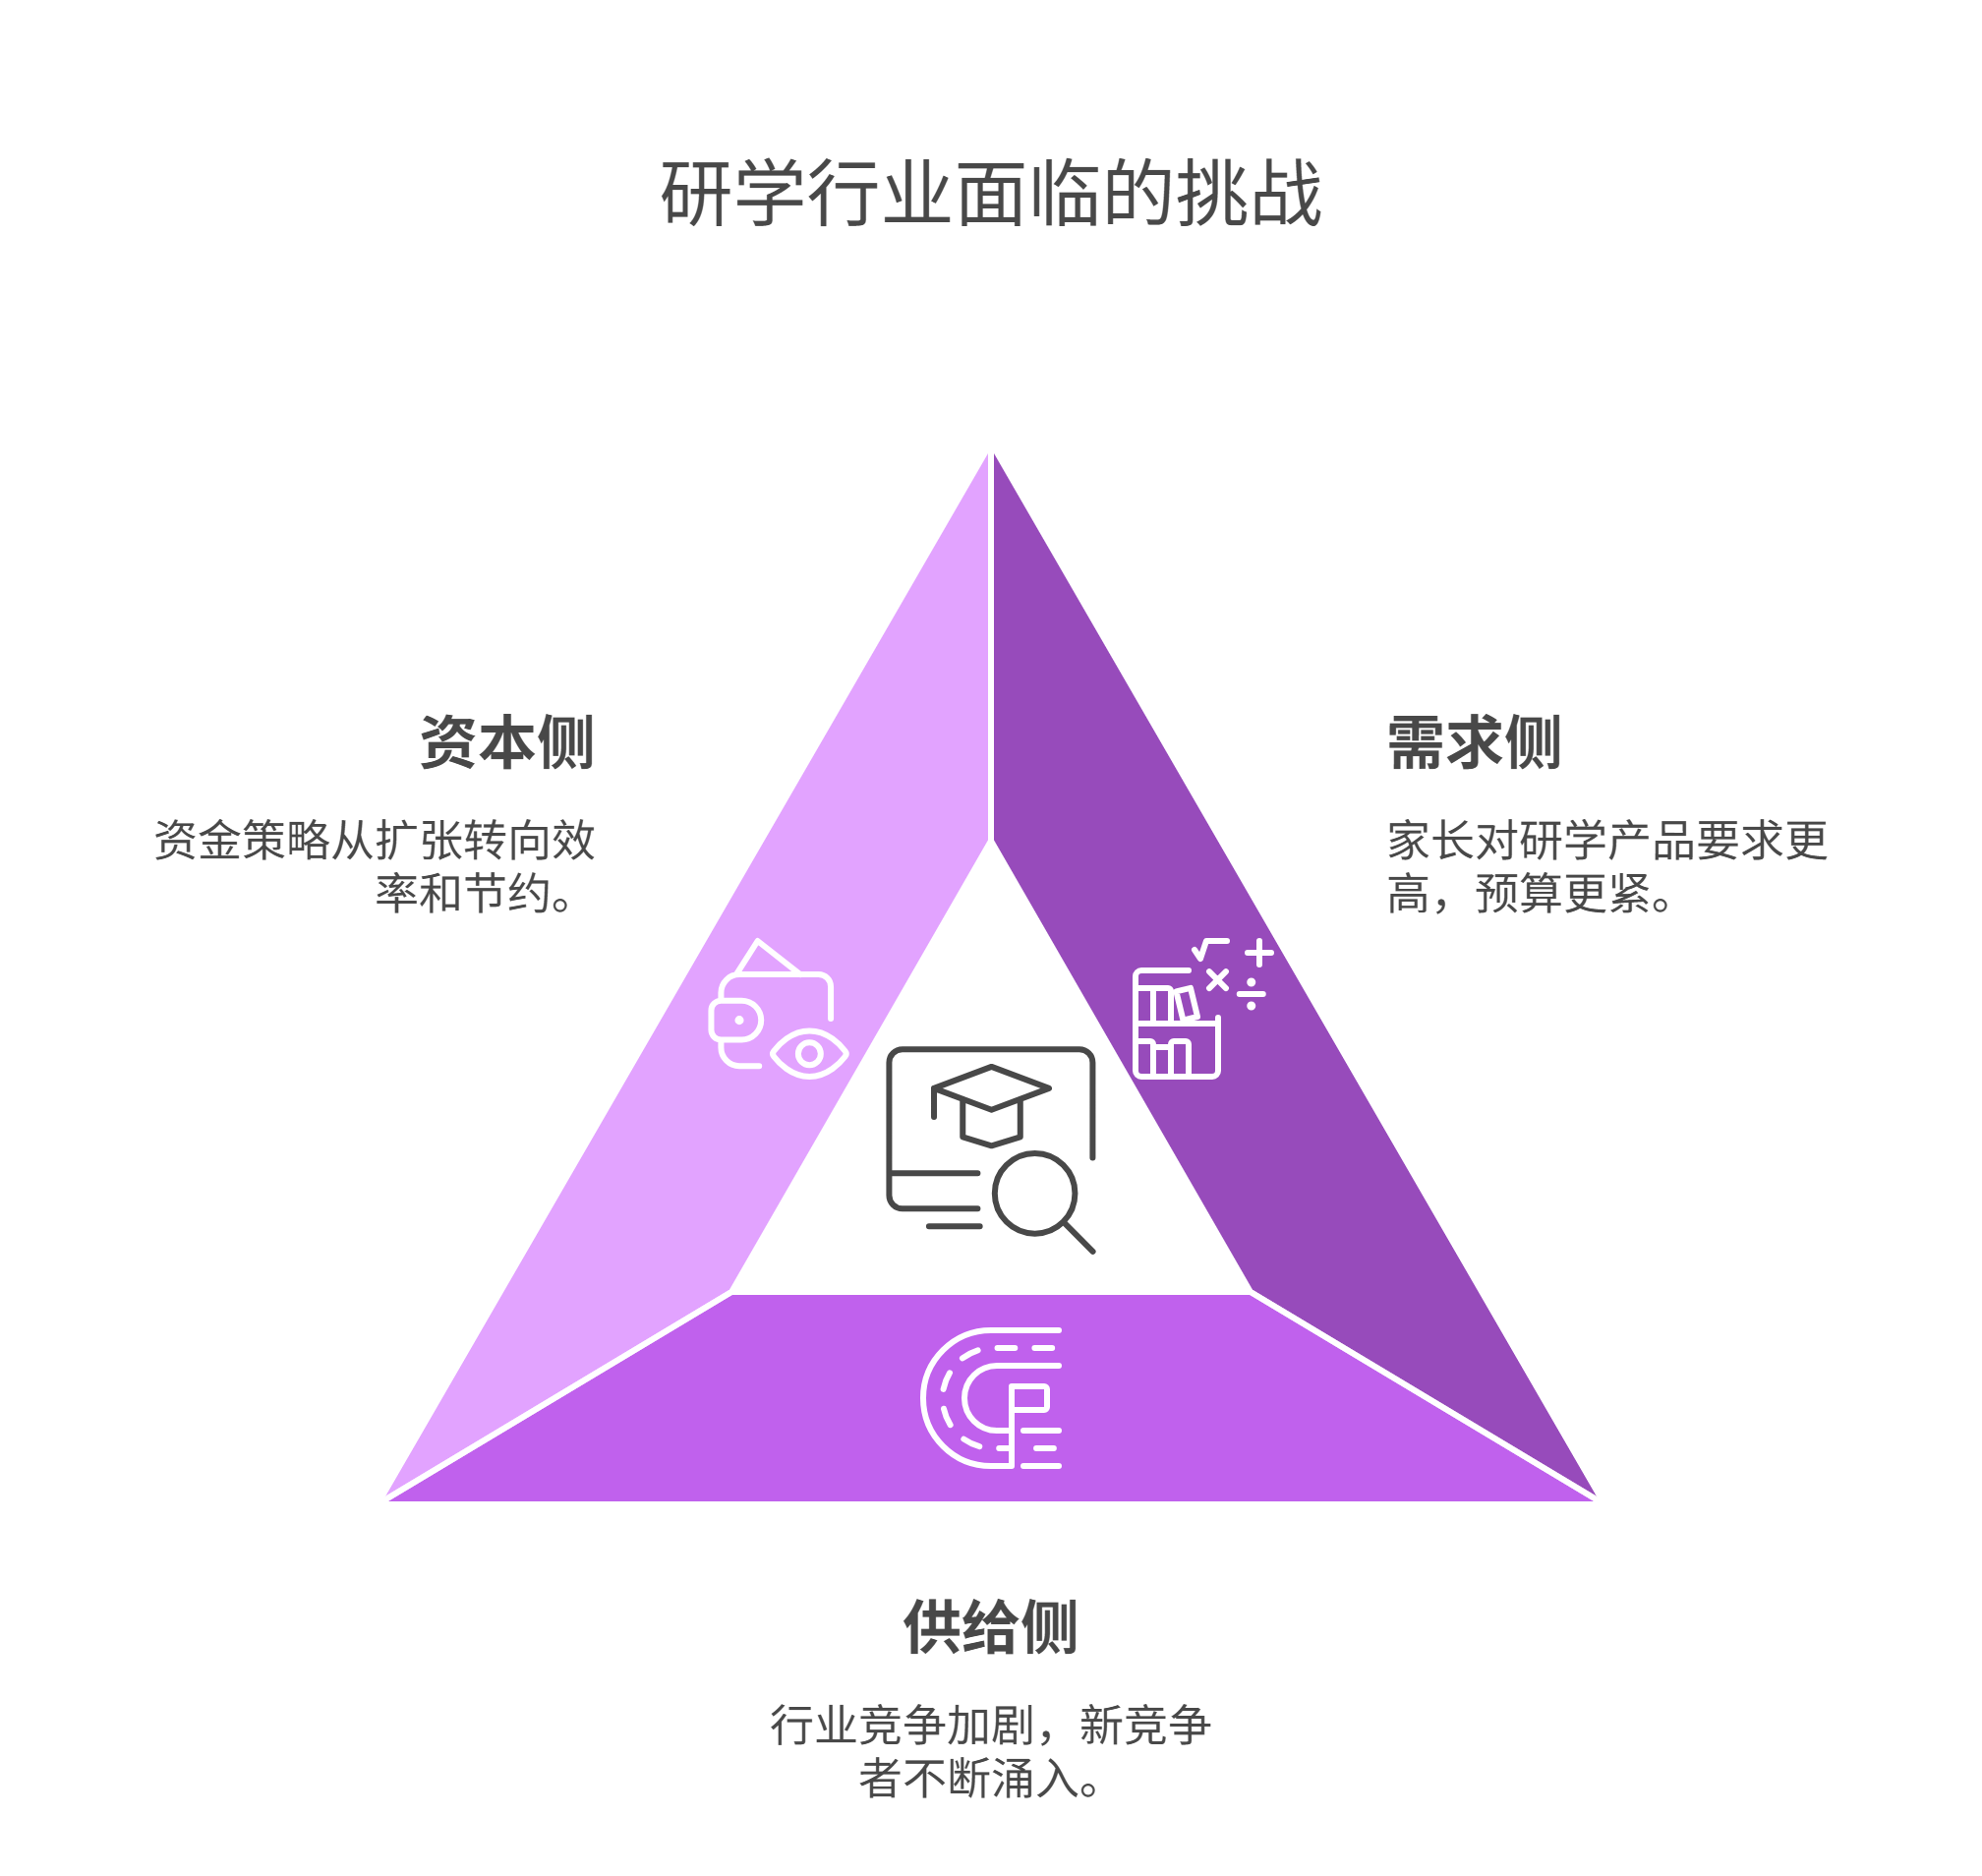 研学行业面临的挑战
资本侧
资金策略从扩张转向效
率和节约。
需求侧
家长对研学产品要求更
高，预算更紧。
供给侧
行业竞争加剧，新竞争
者不断涌入。